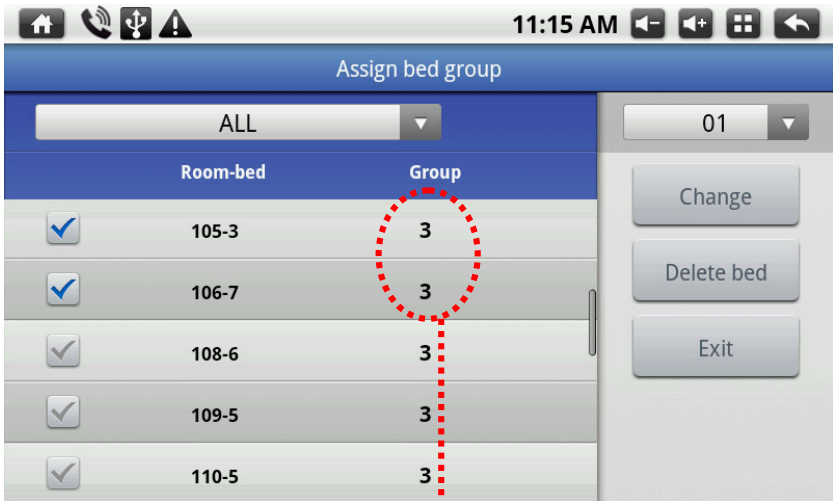 11:15 AM
Assign bed group
ALL
01
Room-bed Group
Change
105-3 3
Delete bed
106-7 3
Exit
108-6 3
109-5 3
110-5 3